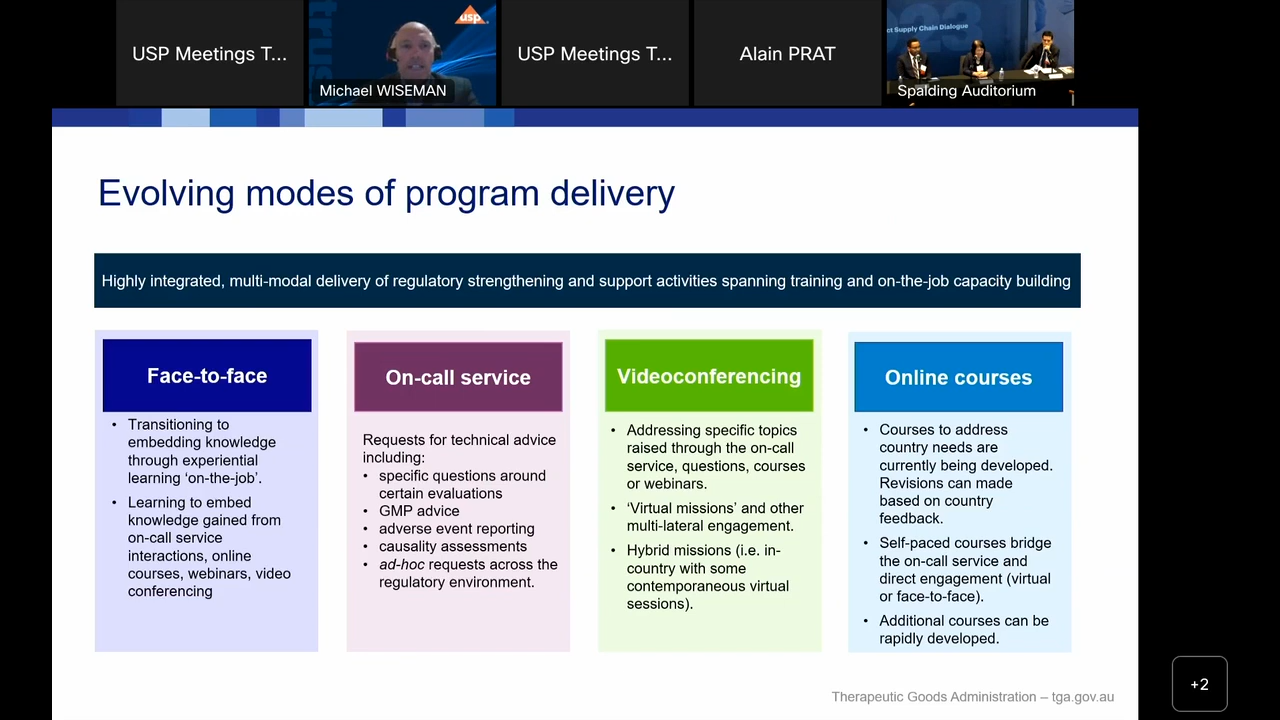 USP Meetings T...
trus
usp
Michael WISEMAN
USP Meetings T...
Alain PRAT
ct Supply Chain Dialogue
Spalding Auditorium
Evolving modes of program delivery
Highly integrated, multi-modal delivery of regulatory strengthening and support activities spanning training and on-the-job capacity building
Face-to-face
• Transitioning to
embedding knowledge
through experiential
learning ‘on-the-job’.
• Learning to embed
knowledge gained from
on-call service
interactions, online
courses, webinars, video
conferencing
On-call service
Requests for technical advice
including:
• specific questions around
certain evaluations
• GMP advice
• adverse event reporting
• causality assessments
• ad-hoc requests across the
regulatory environment.
Videoconferencing
• Addressing specific topics
raised through the on-call
service, questions, courses
or webinars.
• ‘Virtual missions’ and other
multi-lateral engagement.
• Hybrid missions (i.e. in-
country with some
contemporaneous virtual
sessions).
Online courses
• Courses to address
country needs are
currently being developed.
Revisions can made
based on country
feedback.
• Self-paced courses bridge
the on-call service and
direct engagement (virtual
or face-to-face).
• Additional courses can be
rapidly developed.
Therapeutic Goods Administration – tga.gov.au
+2